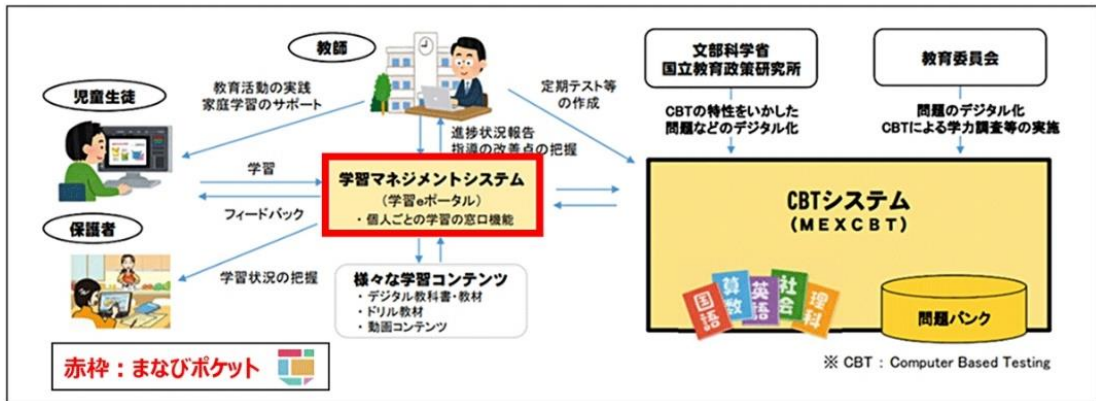 教師
文部科学省
国立教育政策研究所
教育委員会
児童生徒
教育活動の実践
家庭学習のサポート
定期テスト等
の作成
CBTの特性をいかした
問題などのデジタル化
問題のデジタル化
CBTによる学力調査等の実施
進捗状況報告
指導の改善点の把握
学習
学習マネジメントシステム
(学習eポータル)
・個人ごとの学習の窓口機能
フィードバック
CBTシステム
(MEXCBT)
保護者
学習状況の把握
様々な学習コンテンツ
・デジタル教科書・教材
・ドリル教材
・動画コンテンツ
国語
算数
英語
社会
理科
問題バンク
赤枠:まなびポケット
※ CBT : Computer Based Testing